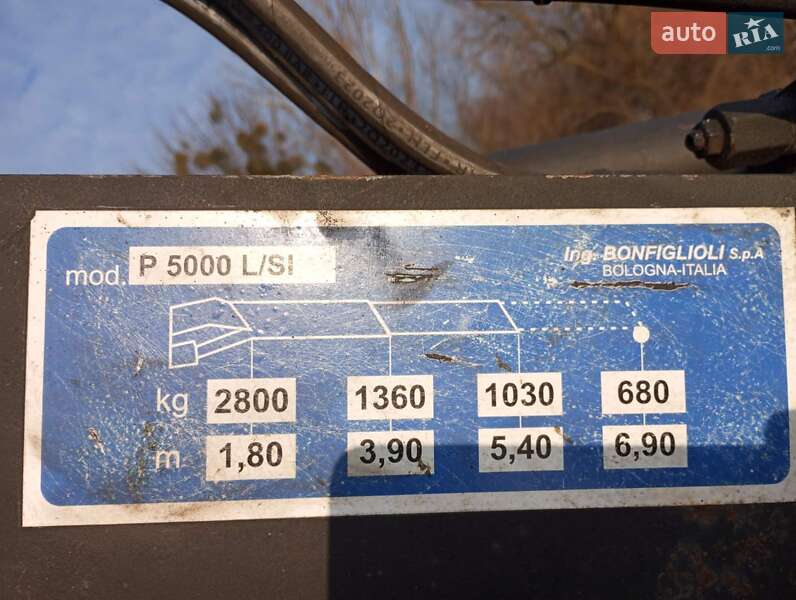 auto RIA.com
mod. P 5000 L/SI
Ing. BONFIGLIOLI S.p.A
BOLOGNA-ITALIA
kg 2800 1360 1030 680
m 1,80 3,90 5,40 6,90